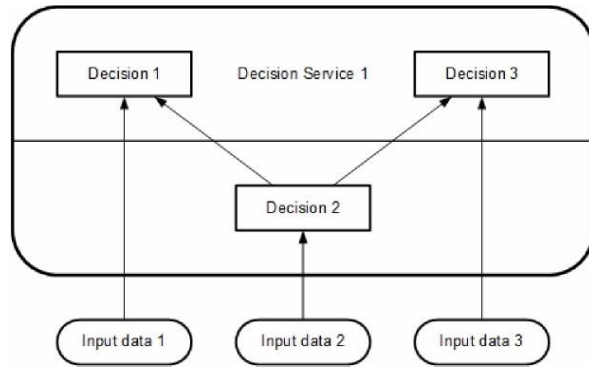 Decision 1
Decision Service 1
Decision 3
Decision 2
Input data 1
Input data 2
Input data 3